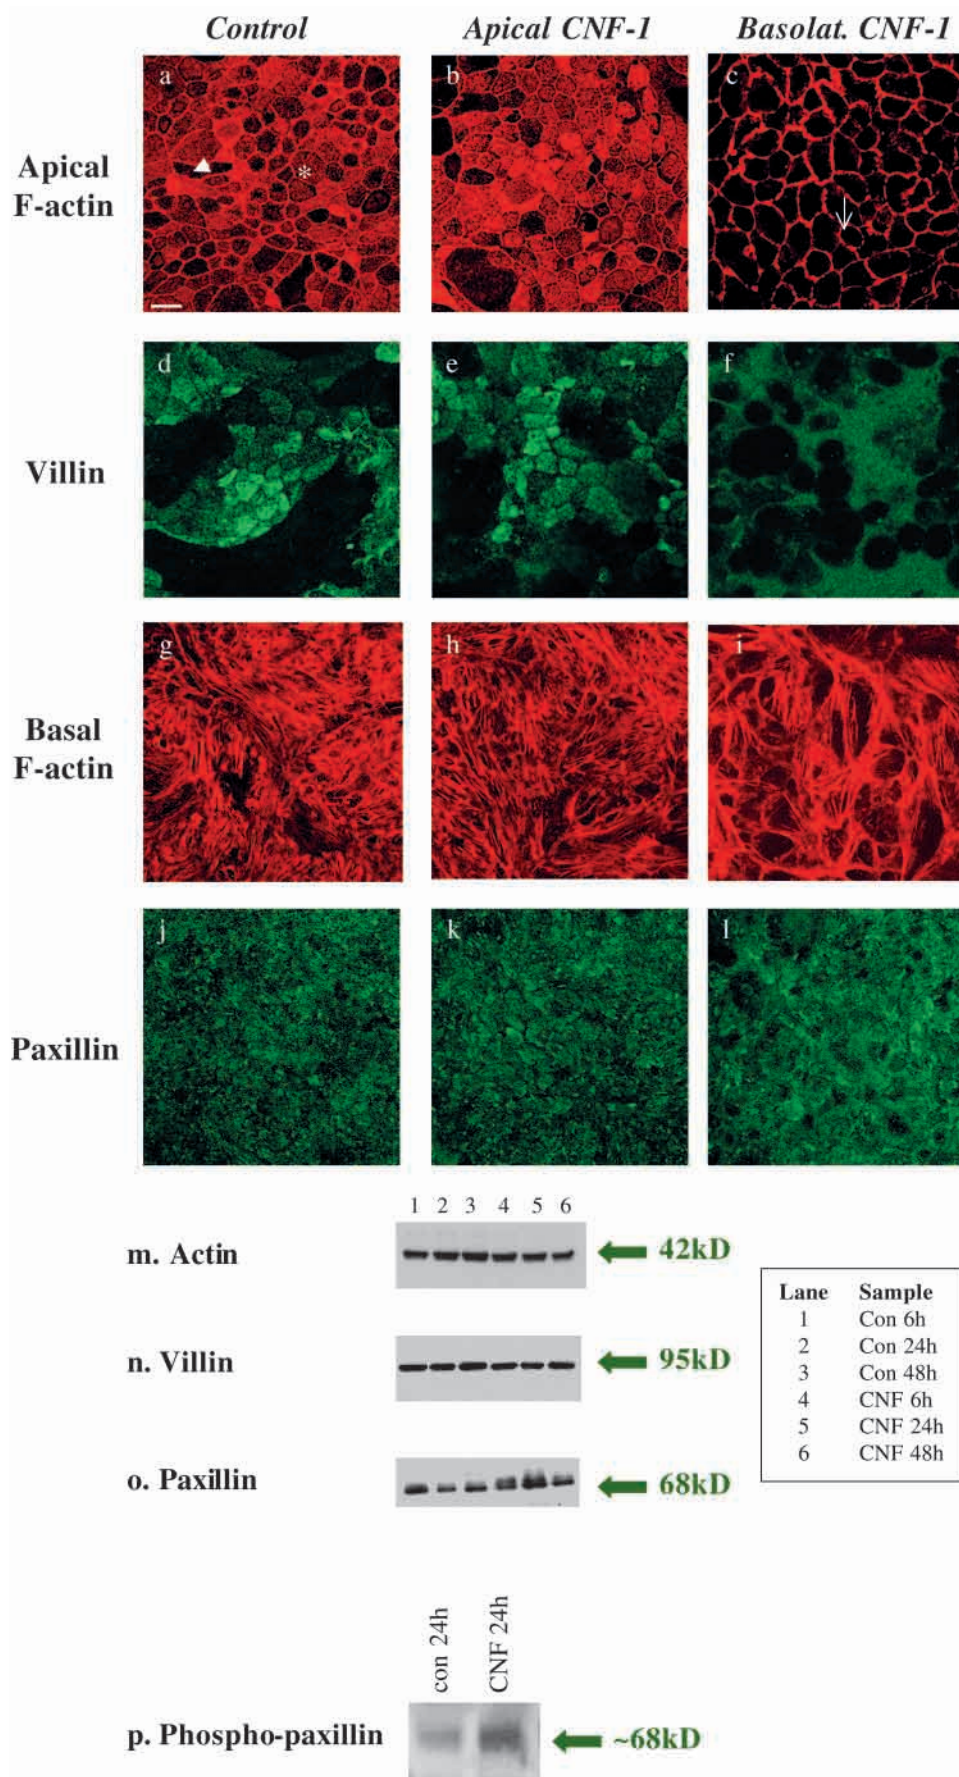 Control Apical CNF-1 Basolat. CNF-1
a b c
Apical
F-actin
*
d e f
Villin
g h i
Basal
F-actin
j k l
Paxillin
1 2 3 4 5 6
m. Actin 42kD
n. Villin 95kD
o. Paxillin 68kD
Lane Sample
1 Con 6h
2 Con 24h
3 Con 48h
4 CNF 6h
5 CNF 24h
6 CNF 48h
con 24h CNF 24h
p. Phospho-paxillin ~68kD